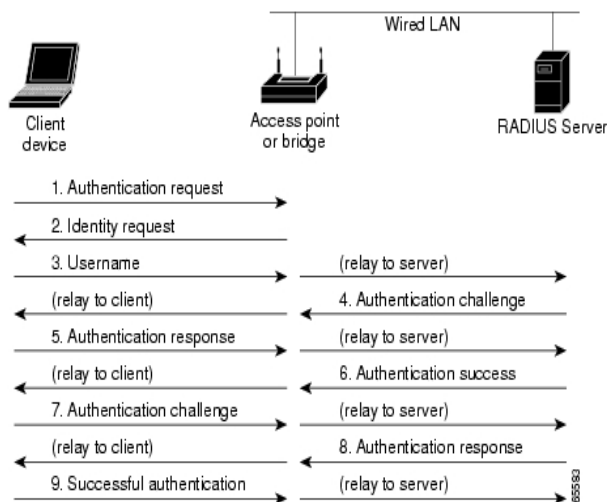 Wired LAN
Client
device
Access point
or bridge
RADIUS Server
1. Authentication request
2. Identity request
3. Username
(relay to server)
(relay to client)
4. Authentication challenge
5. Authentication response
(relay to server)
(relay to client)
6. Authentication success
7. Authentication challenge
(relay to server)
(relay to client)
8. Authentication response
9. Successful authentication
(relay to server)
65583